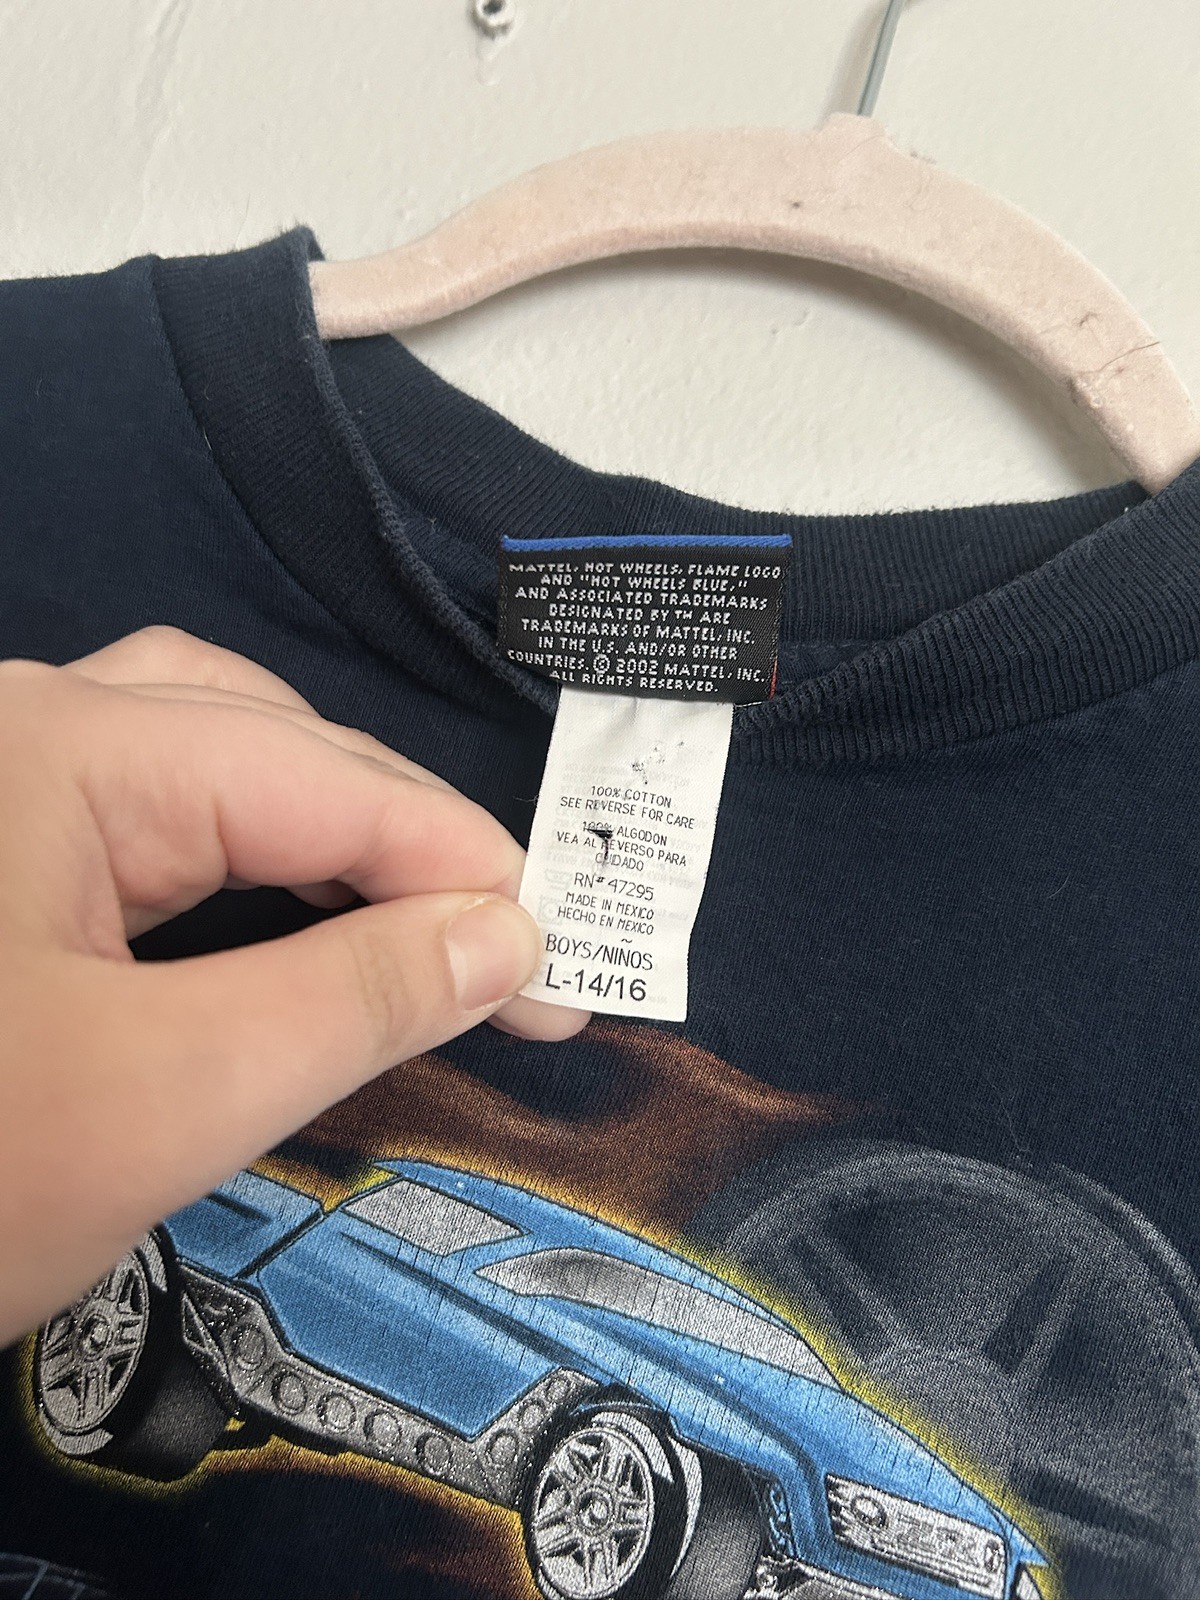 MATTEL, HOT WHEELS, FLAME LOGO
AND "HOT WHEELS BLUE,"
AND ASSOCIATED TRADEMARKS
DESIGNATED BY TM ARE
TRADEMARKS OF MATTEL, INC.
IN THE U.S. AND/OR OTHER
COUNTRIES. © 2002 MATTEL, INC.
ALL RIGHTS RESERVED.
100% COTTON
SEE REVERSE FOR CARE
100% ALGODON
VEA AL REVERSO PARA
CUIDADO
RN# 47295
MADE IN MEXICO
HECHO EN MEXICO
BOYS/NIÑOS
L-14/16